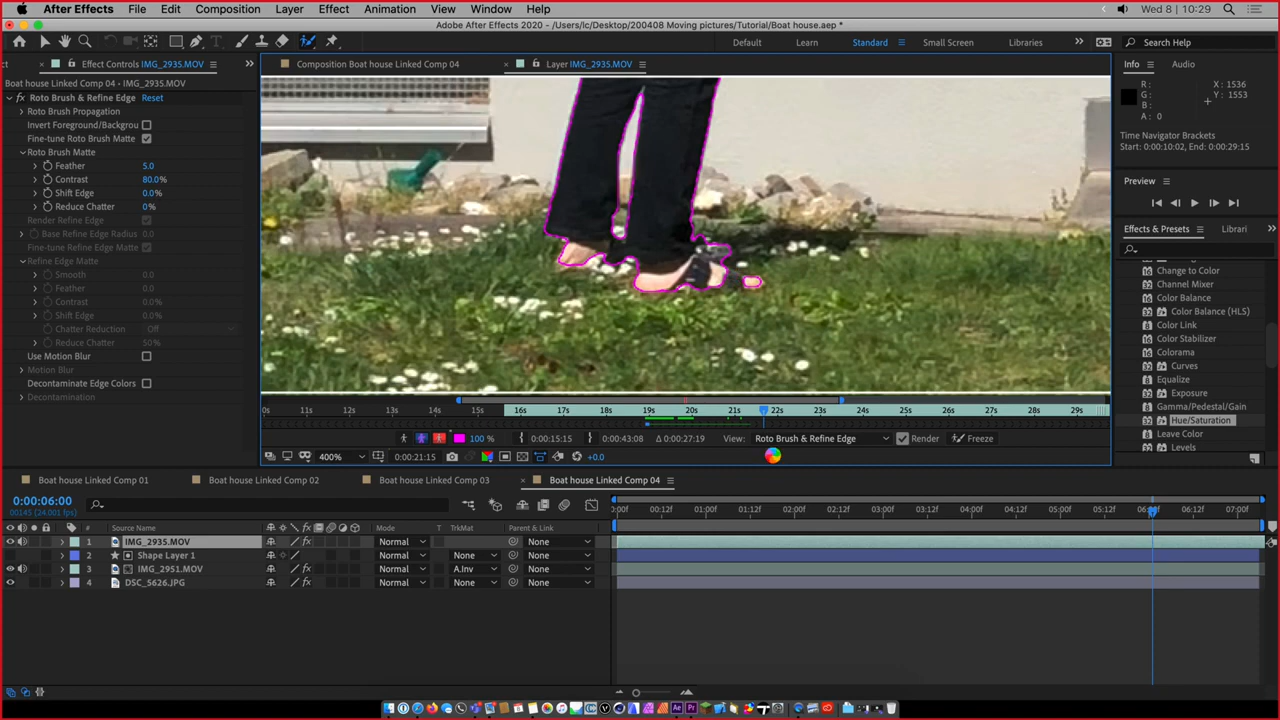 After Effects File Edit Composition Layer Effect Animation View Window Help Wed 8 | 10:29
Adobe After Effects 2020 - /Users/lc/Desktop/200408 Moving pictures/Tutorial/Boat house.aep *
Default Learn Standard Small Screen Libraries Search Help
Effect Controls IMG_2935.MOV Composition Boat house Linked Comp 04 Layer IMG_2935.MOV Info Audio
Boat house Linked Comp 04 • IMG_2935.MOV
Roto Brush & Refine Edge Reset
Roto Brush Propagation
Invert Foreground/Backgrou
Fine-tune Roto Brush Matte
Roto Brush Matte
Feather 5.0
Contrast 80.0%
Shift Edge 0.0%
Reduce Chatter 0%
Render Refine Edge
Base Refine Edge Radius 0.0
Fine-tune Refine Edge Matte
Refine Edge Matte
Smooth 0.0
Feather 0.0
Contrast 0.0%
Shift Edge 0.0%
Chatter Reduction Off
Reduce Chatter 50%
Use Motion Blur
Motion Blur
Decontaminate Edge Colors
Decontamination
R: X: 1536
G: Y: 1553
B:
A: 0
Time Navigator Brackets
Start: 0:00:10:02, End: 0:00:29:15
Preview
Effects & Presets Librari
Change to Color
Channel Mixer
Color Balance
Color Balance (HLS)
Color Link
Color Stabilizer
Colorama
Curves
Equalize
Exposure
Gamma/Pedestal/Gain
Hue/Saturation
Leave Color
Levels
0s 11s 12s 13s 14s 15s 16s 17s 18s 19s 20s 21s 22s 23s 24s 25s 26s 27s 28s 29s
100 % 0:00:15:15 0:00:43:08 Δ 0:00:27:19 View: Roto Brush & Refine Edge Render Freeze
400% 0:00:21:15 +0.0
Boat house Linked Comp 01 Boat house Linked Comp 02 Boat house Linked Comp 03 Boat house Linked Comp 04
0:00:06:00
00145 (24.001 fps)
:00f 00:12f 01:00f 01:12f 02:00f 02:12f 03:00f 03:12f 04:00f 04:12f 05:00f 05:12f 06:12f 07:00f
# Source Name Mode T TrkMat Parent & Link
1 IMG_2935.MOV Normal None
2 Shape Layer 1 Normal None None
3 IMG_2951.MOV Normal A.Inv None
4 DSC_5626.JPG Normal None None